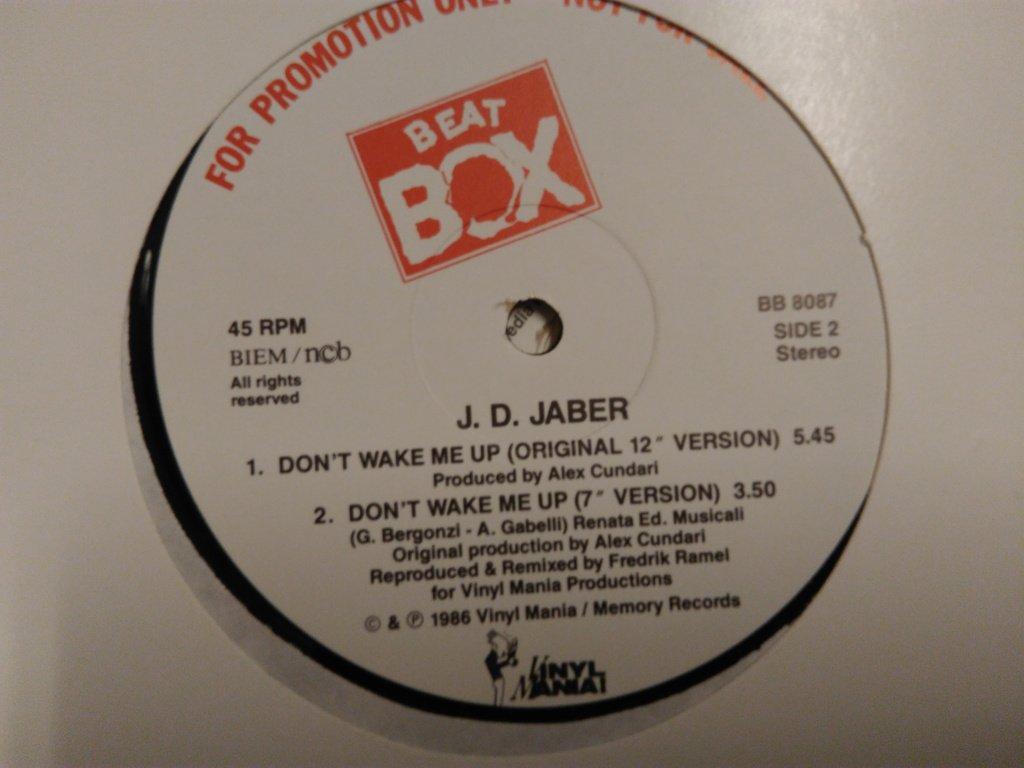 FOR PROMOTION ONLY - NOT FOR SALE
BEAT
BOX
45 RPM
BIEM/ncb
All rights
reserved
BB 8087
SIDE 2
Stereo
J. D. JABER
1. DON'T WAKE ME UP (ORIGINAL 12″ VERSION) 5.45
Produced by Alex Cundari
2. DON'T WAKE ME UP (7″ VERSION) 3.50
(G. Bergonzi - A. Gabelli) Renata Ed. Musicali
Original production by Alex Cundari
Reproduced & Remixed by Fredrik Ramel
for Vinyl Mania Productions
© & ℗ 1986 Vinyl Mania / Memory Records
VINYL
MANIA!